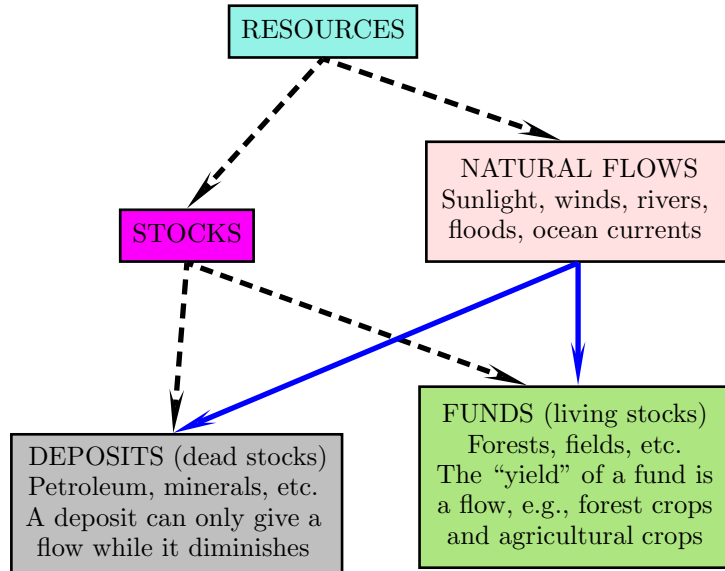 RESOURCES
NATURAL FLOWS
Sunlight, winds, rivers,
floods, ocean currents
STOCKS
FUNDS (living stocks)
Forests, fields, etc.
The “yield” of a fund is
a flow, e.g., forest crops
and agricultural crops
DEPOSITS (dead stocks)
Petroleum, minerals, etc.
A deposit can only give a
flow while it diminishes